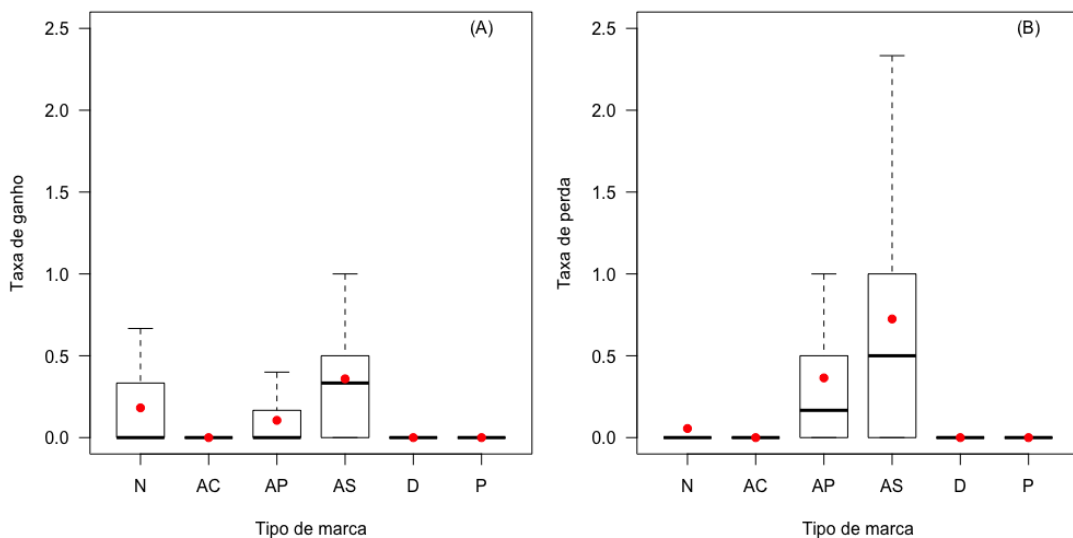 (A)
Taxa de ganho
2.5
2.0
1.5
1.0
0.5
0.0
N AC AP AS D P
Tipo de marca
(B)
Taxa de perda
2.5
2.0
1.5
1.0
0.5
0.0
N AC AP AS D P
Tipo de marca